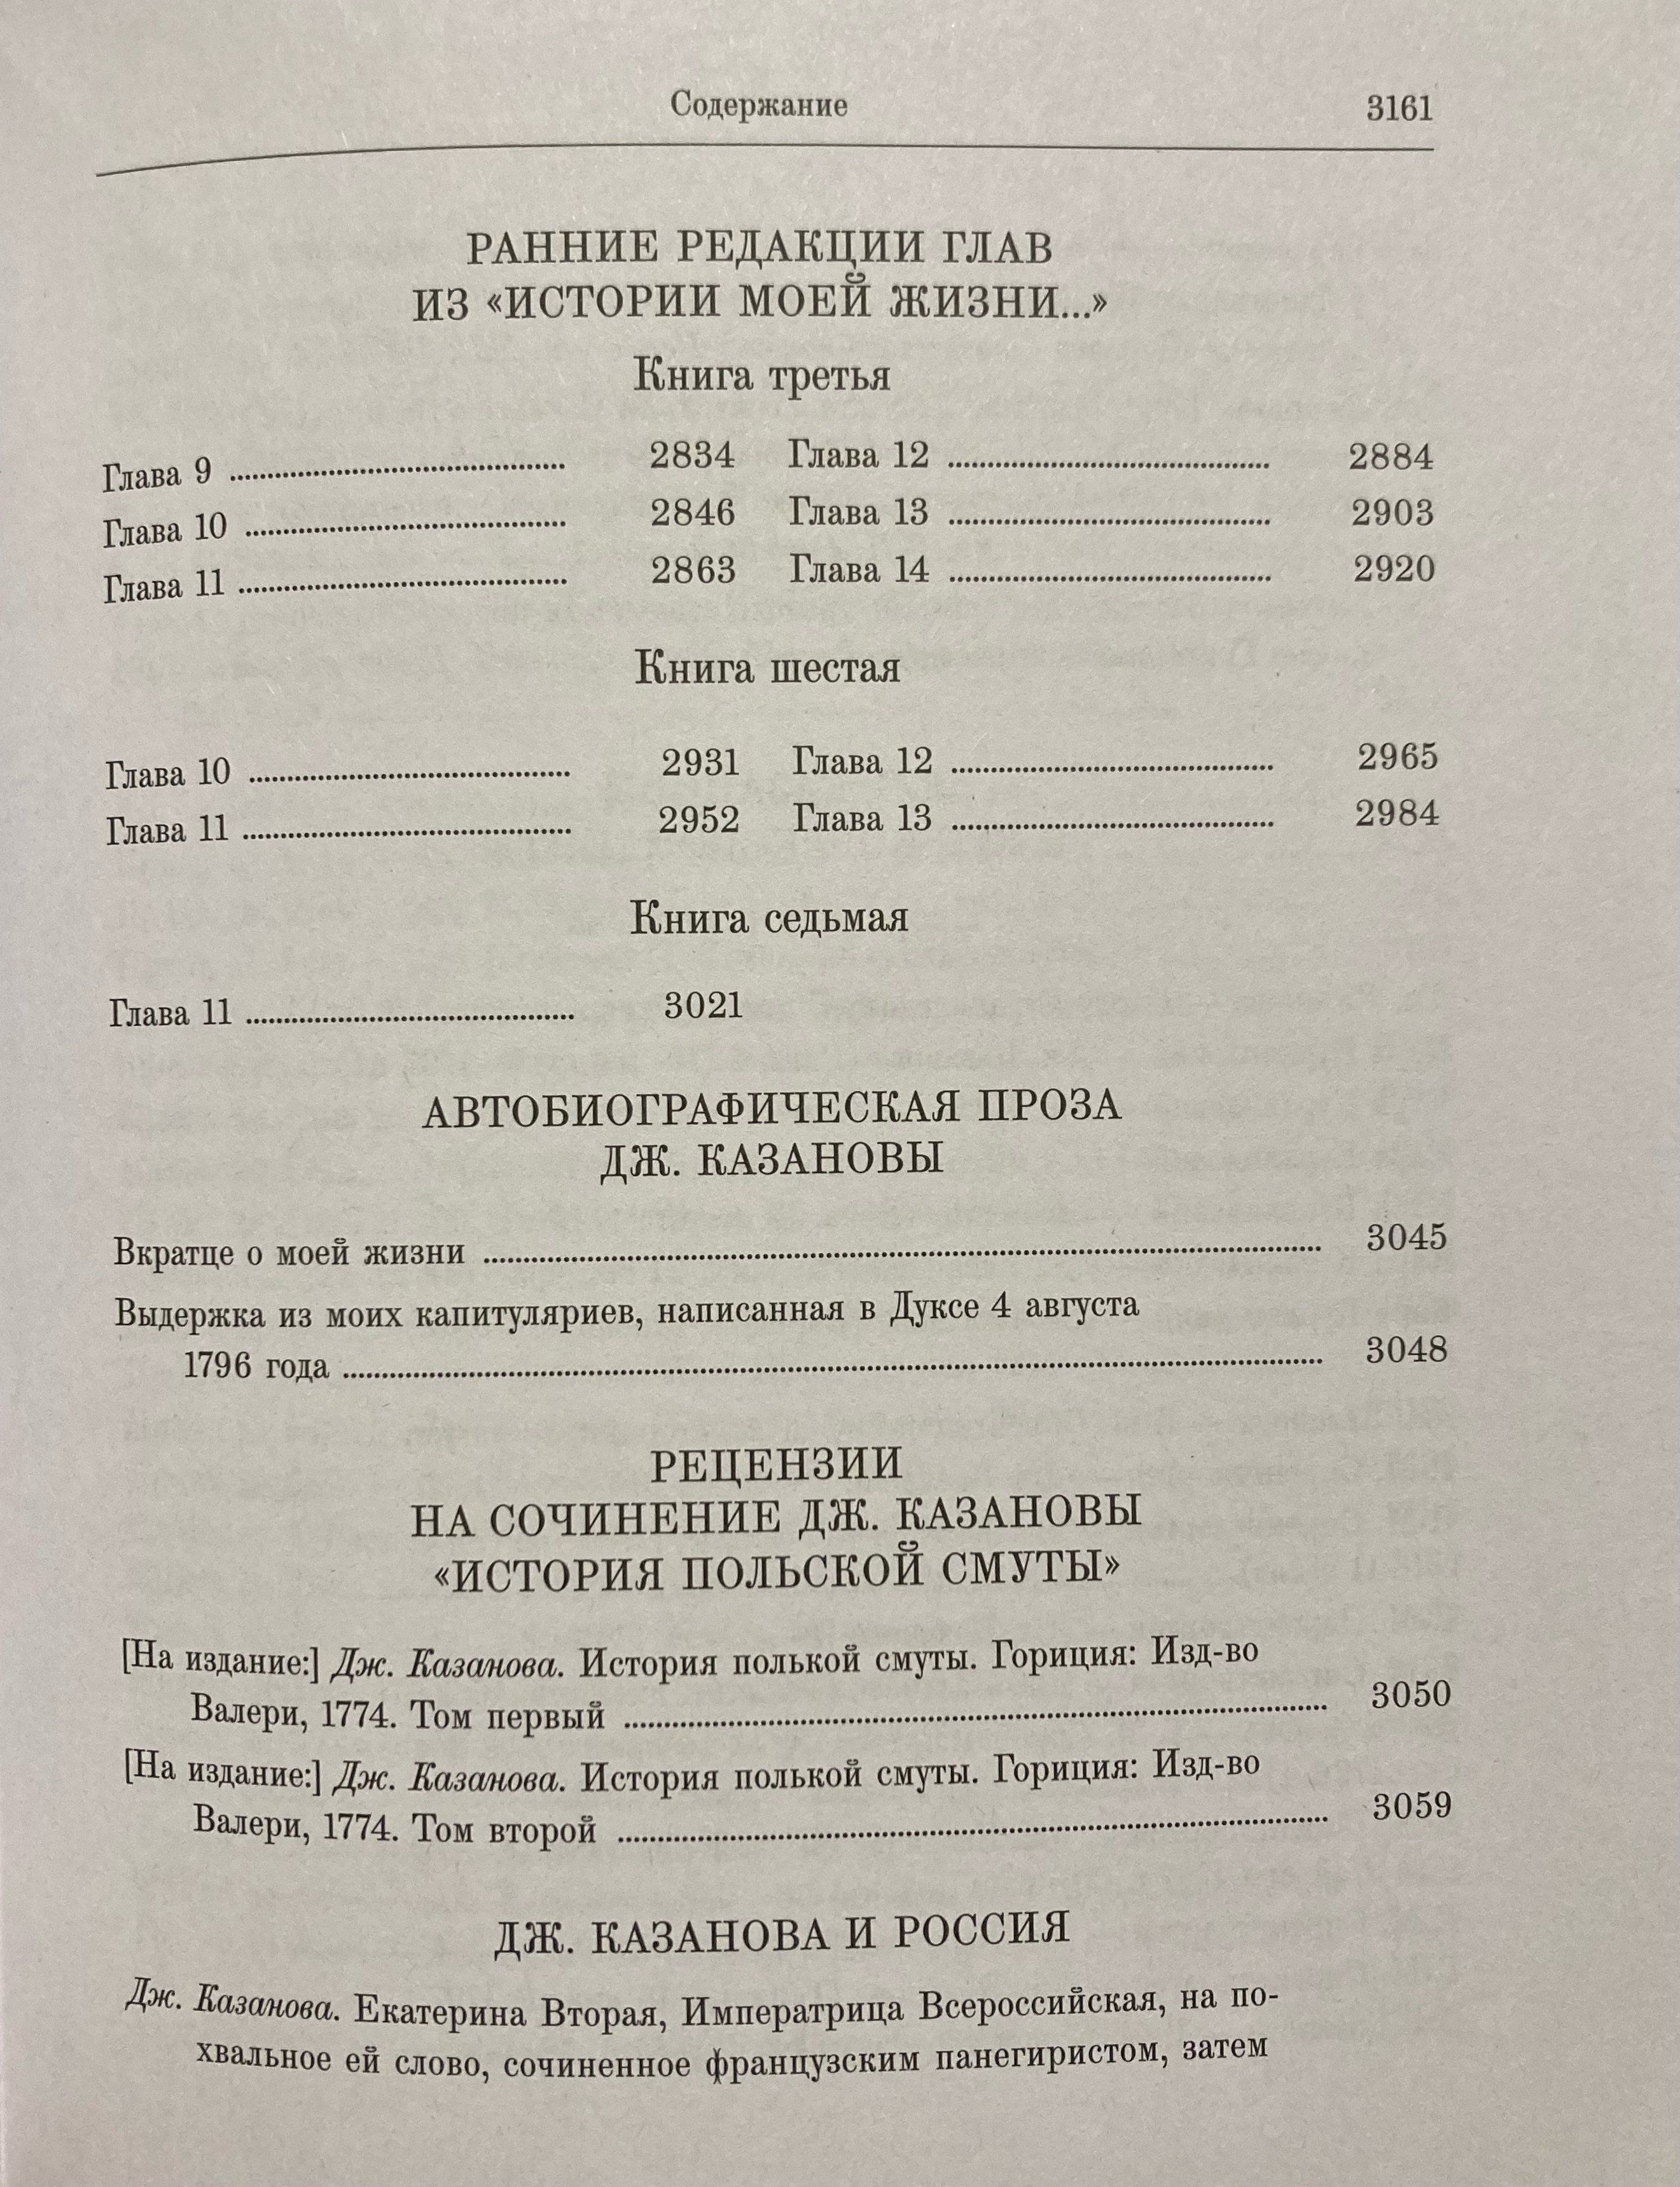 Содержание 3161
РАННИЕ РЕДАКЦИИ ГЛАВ
ИЗ «ИСТОРИИ МОЕЙ ЖИЗНИ...»
Книга третья
Глава 9 .......... 2834 Глава 12 .......... 2884
Глава 10 .......... 2846 Глава 13 .......... 2903
Глава 11 .......... 2863 Глава 14 .......... 2920
Книга шестая
Глава 10 .......... 2931 Глава 12 .......... 2965
Глава 11 .......... 2952 Глава 13 .......... 2984
Книга седьмая
Глава 11 .......... 3021
АВТОБИОГРАФИЧЕСКАЯ ПРОЗА
ДЖ. КАЗАНОВЫ
Вкратце о моей жизни .......... 3045
Выдержка из моих капитуляриев, написанная в Дуксе 4 августа
1796 года .......... 3048
РЕЦЕНЗИИ
НА СОЧИНЕНИЕ ДЖ. КАЗАНОВЫ
«ИСТОРИЯ ПОЛЬСКОЙ СМУТЫ»
[На издание:] Дж. Казанова. История полькой смуты. Гориция: Изд-во
Валери, 1774. Том первый .......... 3050
[На издание:] Дж. Казанова. История полькой смуты. Гориция: Изд-во
Валери, 1774. Том второй .......... 3059
ДЖ. КАЗАНОВА И РОССИЯ
Дж. Казанова. Екатерина Вторая, Императрица Всероссийская, на по-
хвальное ей слово, сочиненное французским панегиристом, затем